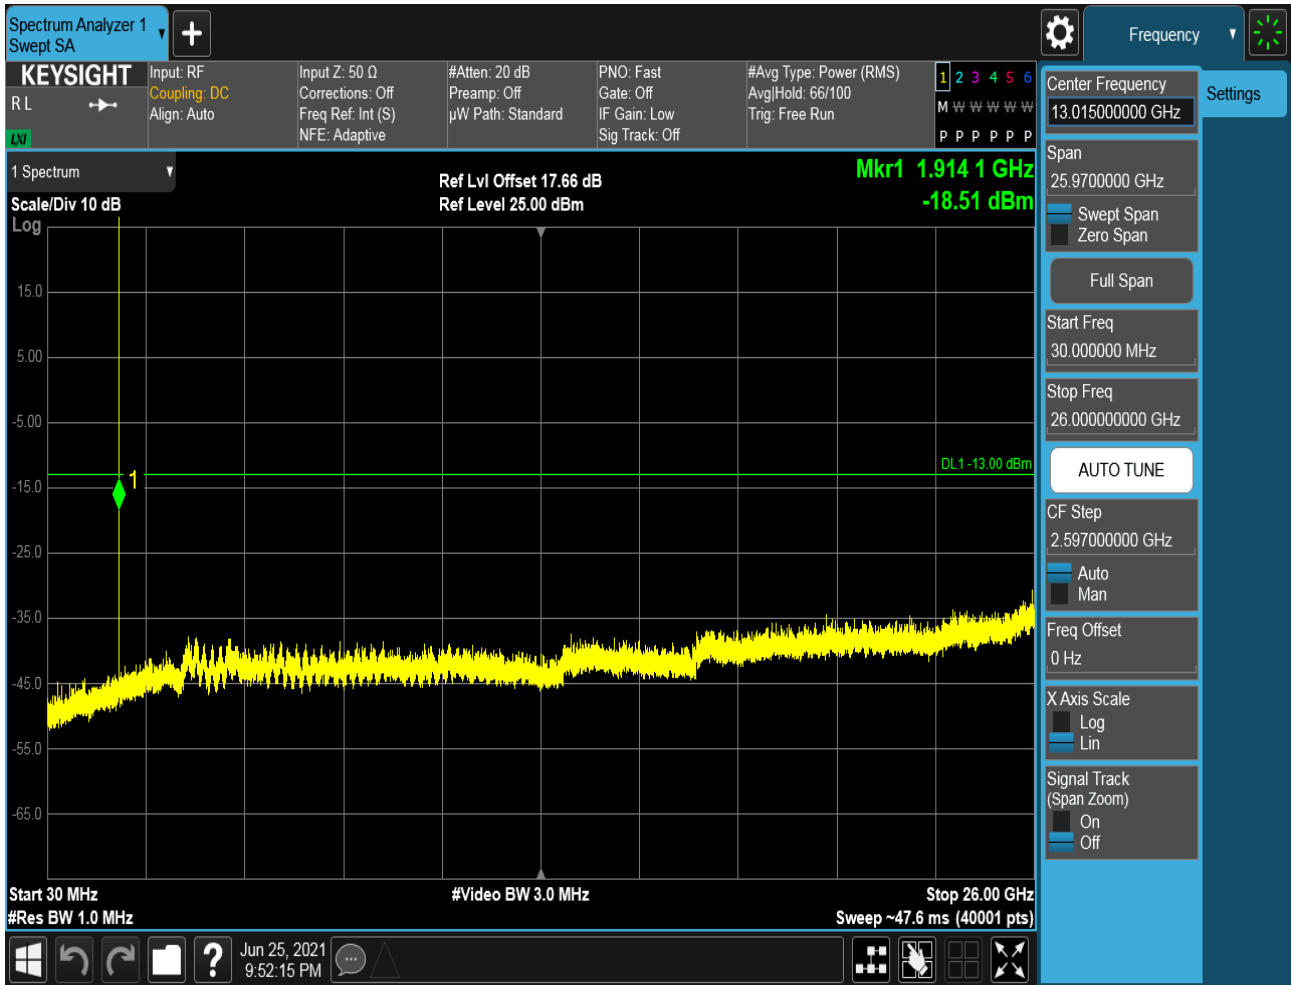 Spectrum Analyzer 1
Swept SA
Frequency
KEYSIGHT
R L
LXI
Input: RF
Coupling: DC
Align: Auto
Input Z: 50 Ω
Corrections: Off
Freq Ref: Int (S)
NFE: Adaptive
#Atten: 20 dB
Preamp: Off
µW Path: Standard
PNO: Fast
Gate: Off
IF Gain: Low
Sig Track: Off
#Avg Type: Power (RMS)
Avg|Hold: 66/100
Trig: Free Run
1 2 3 4 5 6
M W W W W W
P P P P P P
1 Spectrum
Scale/Div 10 dB
Log
Ref Lvl Offset 17.66 dB
Ref Level 25.00 dBm
Mkr1 1.914 1 GHz
-18.51 dBm
15.0
5.00
-5.00
-15.0
-25.0
-35.0
-45.0
-55.0
-65.0
1
DL1 -13.00 dBm
Start 30 MHz
#Res BW 1.0 MHz
#Video BW 3.0 MHz
Stop 26.00 GHz
Sweep ~47.6 ms (40001 pts)
Center Frequency
13.015000000 GHz
Span
25.9700000 GHz
Swept Span
Zero Span
Full Span
Start Freq
30.000000 MHz
Stop Freq
26.000000000 GHz
AUTO TUNE
CF Step
2.597000000 GHz
Auto
Man
Freq Offset
0 Hz
X Axis Scale
Log
Lin
Signal Track
(Span Zoom)
On
Off
Settings
?
Jun 25, 2021
9:52:15 PM